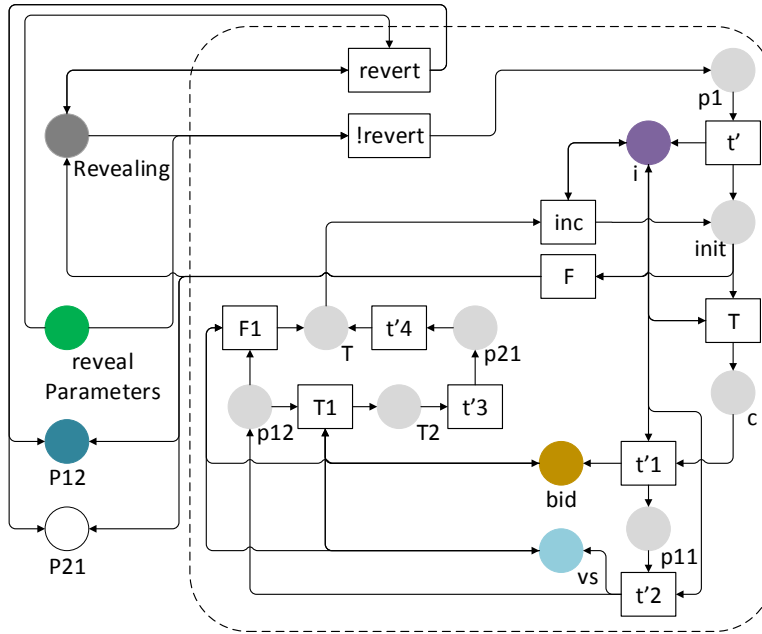 revert
p1
!revert
t'
Revealing
i
inc
init
F
F1
t'4
T
T
p21
reveal
Parameters
T1
t'3
p12
T2
c
P12
t'1
bid
P21
p11
vs
t'2